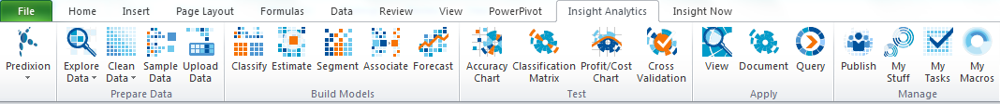 File Home Insert Page Layout Formulas Data Review View PowerPivot Insight Analytics Insight Now
Predixion
Explore Data
Clean Data
Sample Data
Upload Data
Prepare Data
Classify
Estimate
Segment
Associate
Forecast
Build Models
Accuracy Chart
Classification Matrix
Profit/Cost Chart
Cross Validation
Test
View
Document
Query
Apply
Publish
My Stuff
My Tasks
My Macros
Manage